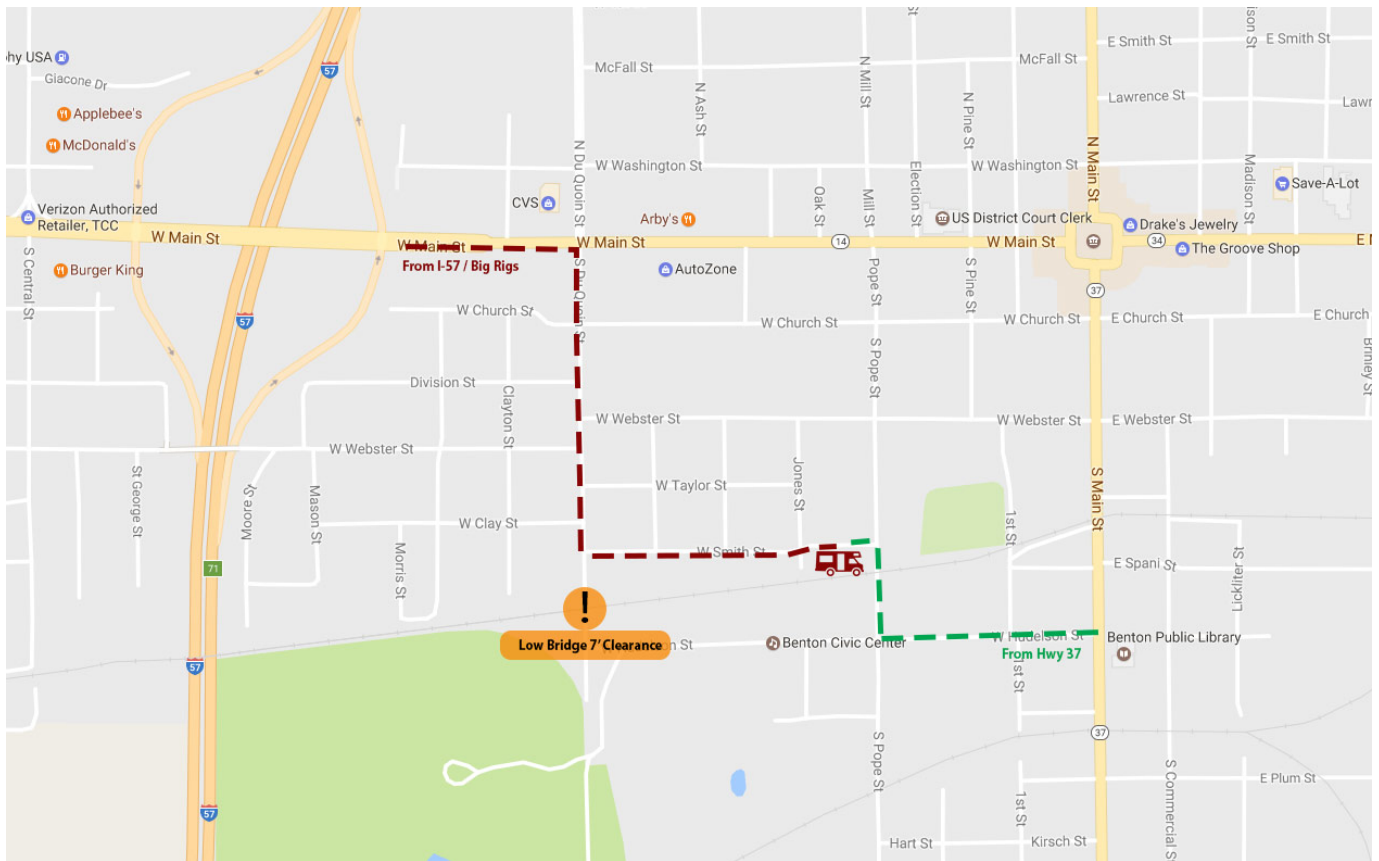 E Smith St
E Smith St
hy USA
McFall St
McFall St
Giacone Dr
57
N Ash St
N Mill St
N Pine St
Lawrence St
Applebee's
McDonald's
N Du Quoin St
W Washington St
Election St
W Washington St
N Main St
Madison St
Save-A-Lot
CVS
Oak St
Mill St
Verizon Authorized
Retailer, TCC
Arby's
US District Court Clerk
Drake's Jewelry
W Main St
W Main St
W Main St
14
W Main St
34
The Groove Shop
S Central St
Burger King
From I-57 / Big Rigs
S Du Quoin St
AutoZone
Pope St
S Pine St
37
57
W Church St
W Church St
W Church St
E Church St
E Church
Division St
Clayton St
S Pope St
Brinley St
W Webster St
W Webster St
E Webster St
W Webster St
St George St
Moore St
Mason St
W Taylor St
Jones St
S Main St
W Clay St
1st St
Morris St
W Smith St
71
E Spani St
Lickliter St
!
Low Bridge 7' Clearance
on St
Benton Civic Center
W Hudelson St
Benton Public Library
From Hwy 37
57
1st St
37
S Pope St
S Commercial St
E Plum St
57
1st St
Hart St
Kirsch St